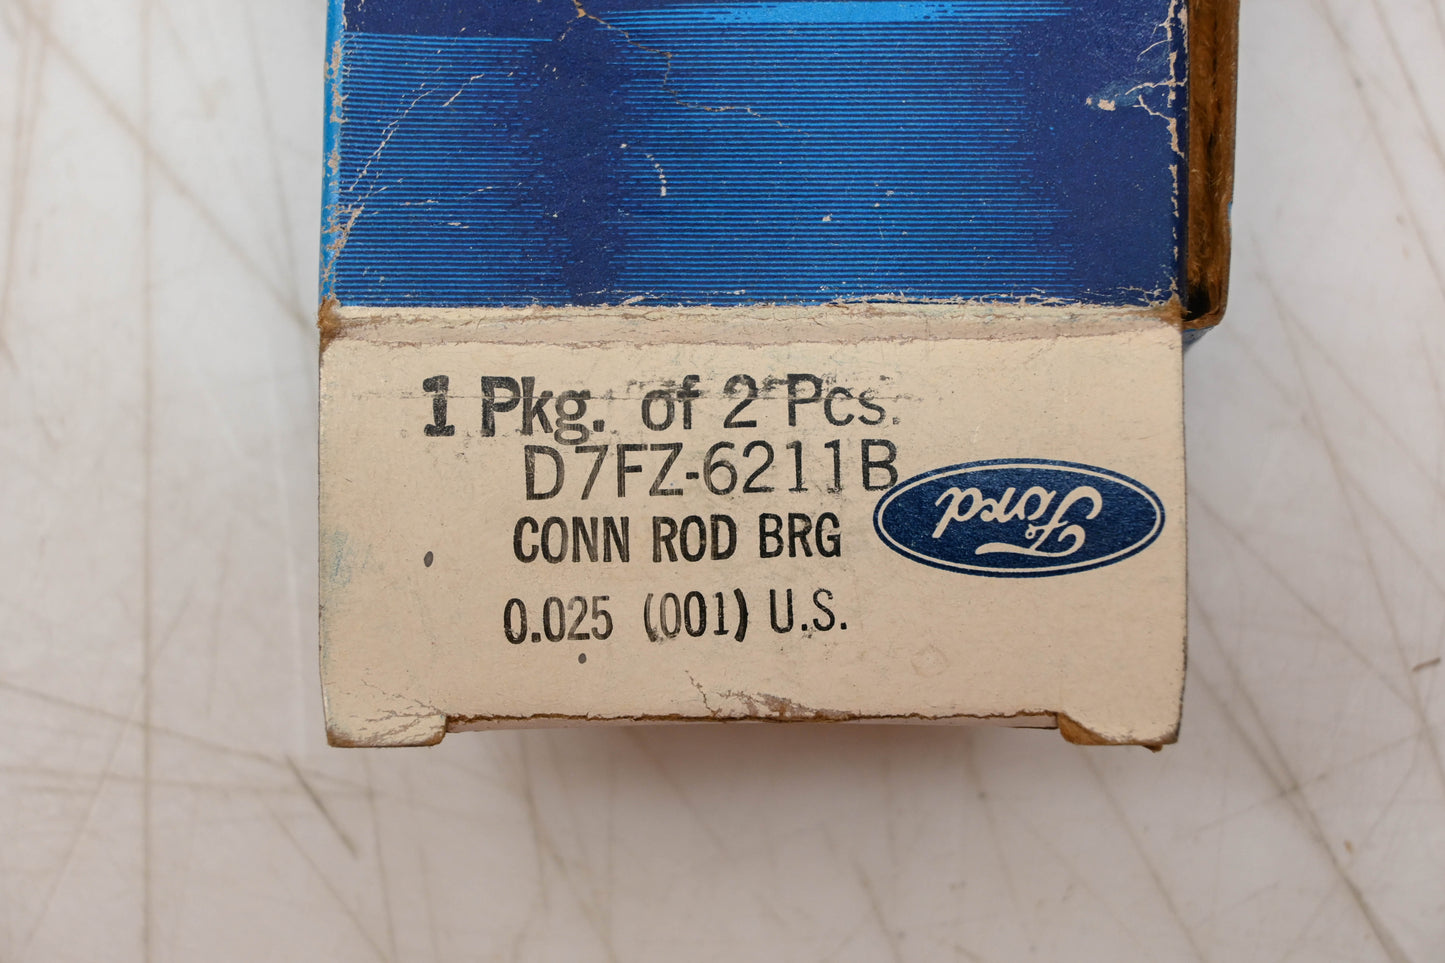 1 Pkg. of 2 Pcs.
D7FZ-6211B
CONN ROD BRG
0.025 (001) U.S.
Ford